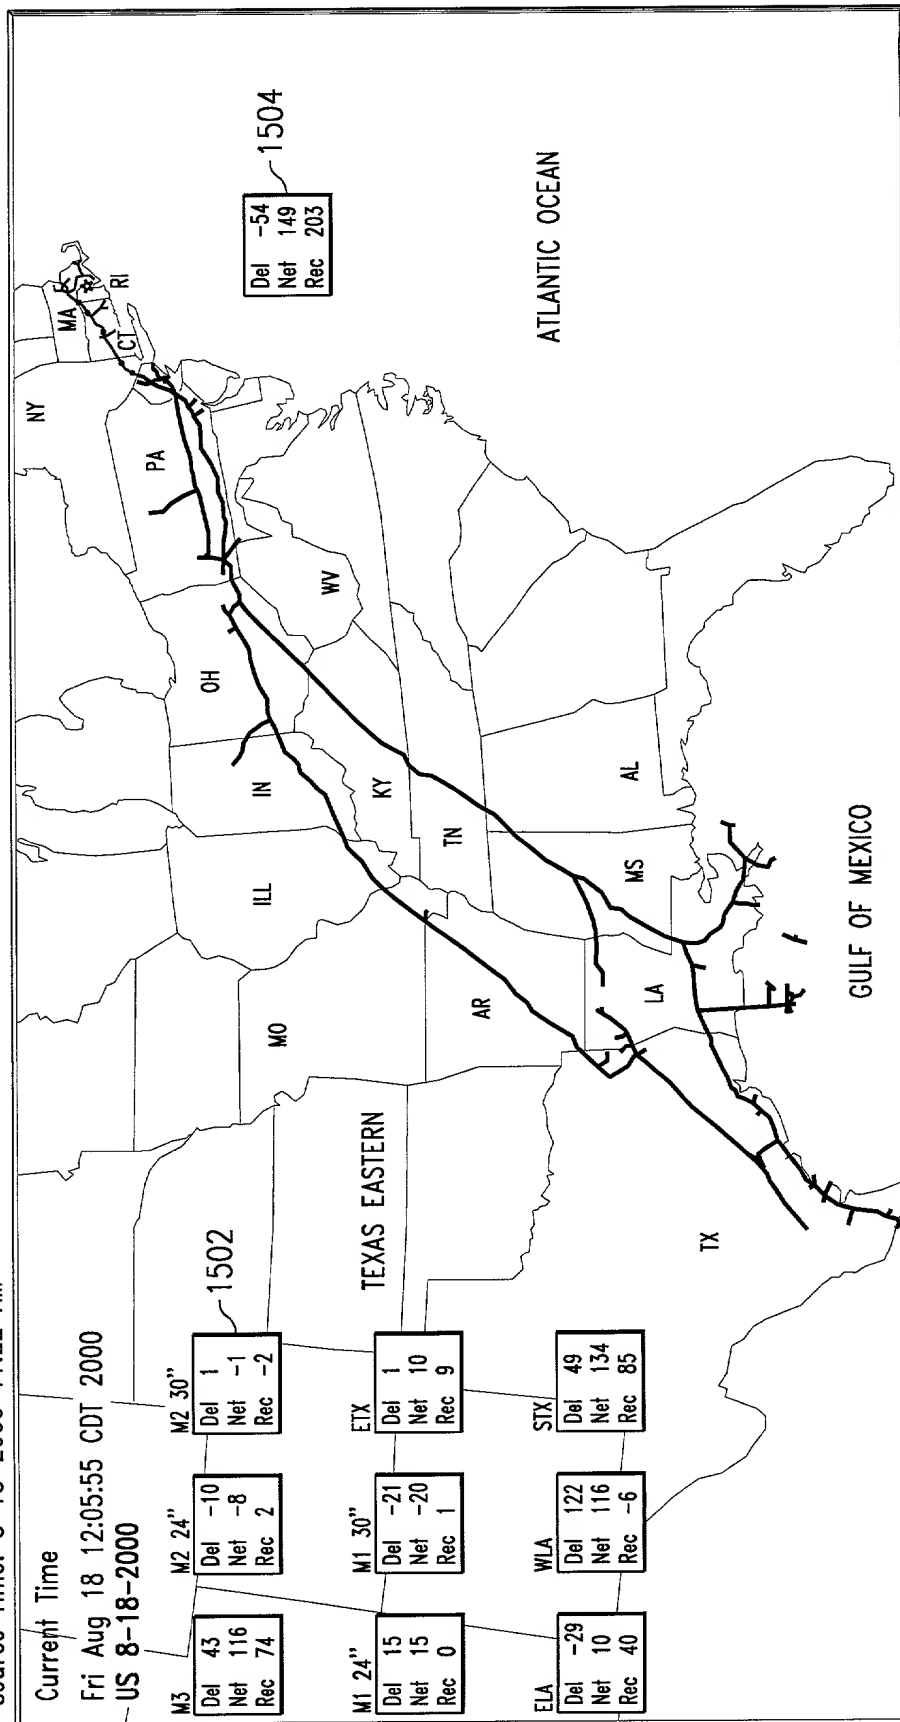 Current Time
Fri Aug 18 12:05:55 CDT 2000
US 8-18-2000
M3
Del 43
Net 116
Rec 74
M2 24"
Del -10
Net -8
Rec 2
M2 30"
Del 1
Net -1
Rec -2
1502
M1 24"
Del 15
Net 15
Rec 0
M1 30"
Del -21
Net -20
Rec 1
ETX
Del 1
Net 10
Rec 9
ELA
Del -29
Net 10
Rec 40
WLA
Del 122
Net 116
Rec -6
STX
Del 49
Net 134
Rec 85
TEXAS EASTERN
NY
MA
CT
RI
PA
OH
WV
IN
ILL
KY
MO
TN
AR
MS
AL
LA
TX
Del -54
Net 149
Rec 203
1504
ATLANTIC OCEAN
GULF OF MEXICO